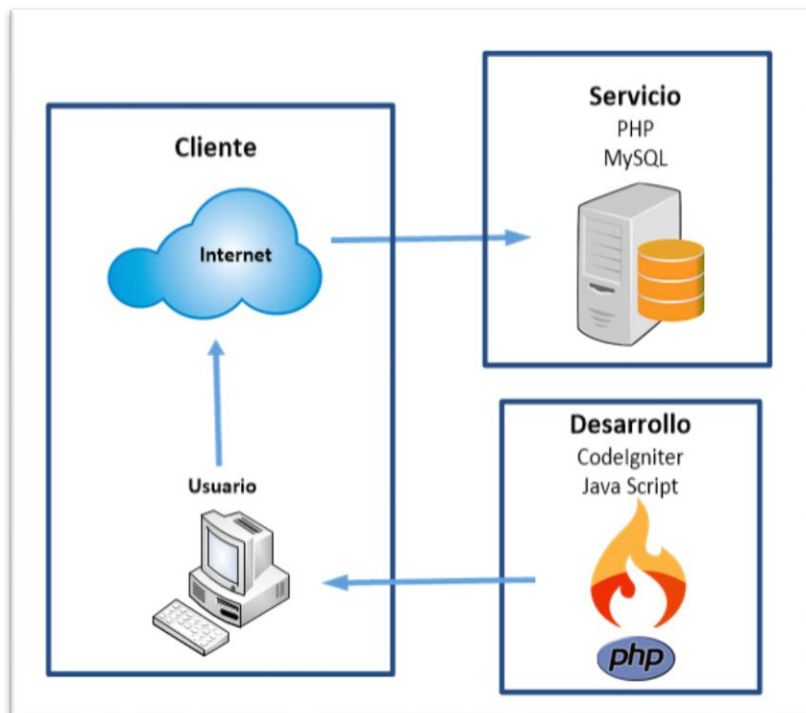 Cliente
Internet
Usuario
Servicio
PHP
MySQL
Desarrollo
CodeIgniter
Java Script
php